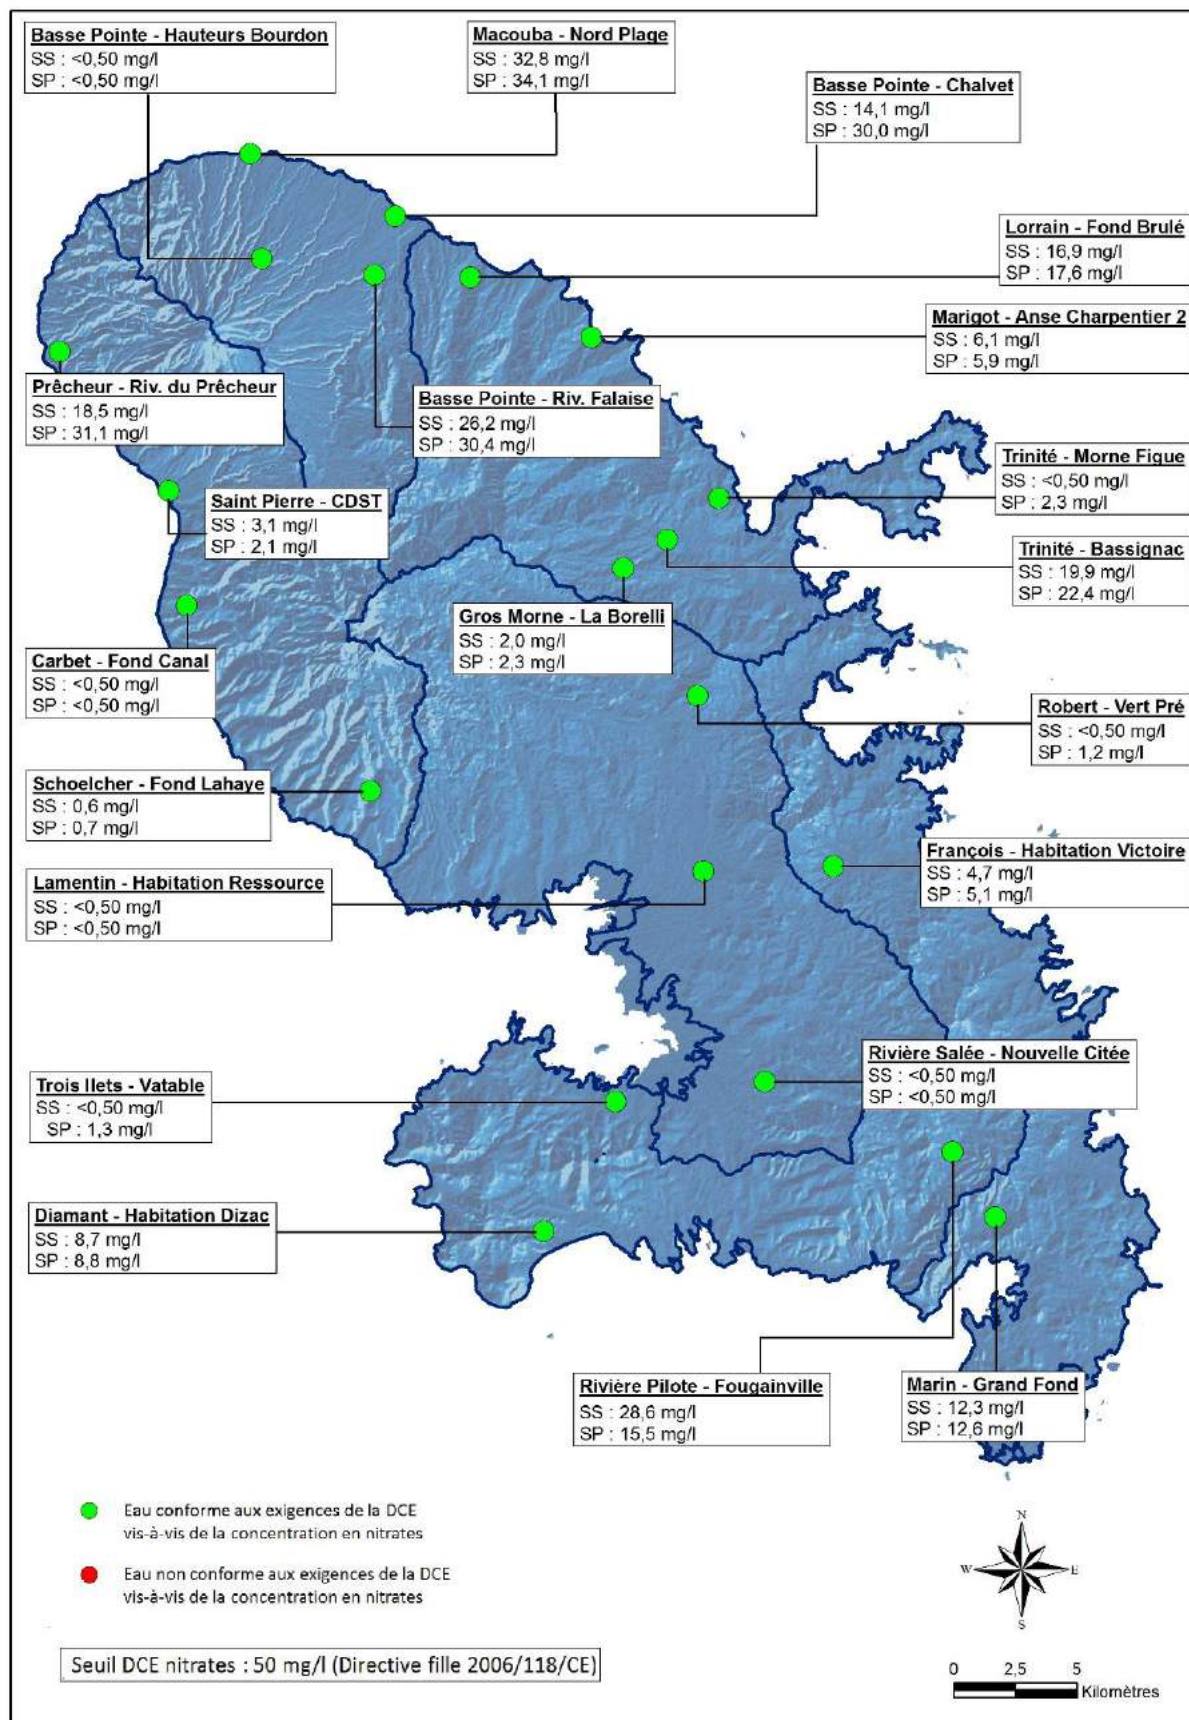 Basse Pointe - Hauteurs Bourdon
SS : <0,50 mg/l
SP : <0,50 mg/l
Macouba - Nord Plage
SS : 32,8 mg/l
SP : 34,1 mg/l
Basse Pointe - Chalvet
SS : 14,1 mg/l
SP : 30,0 mg/l
Lorrain - Fond Brulé
SS : 16,9 mg/l
SP : 17,6 mg/l
Marigot - Anse Charpentier 2
SS : 6,1 mg/l
SP : 5,9 mg/l
Prêcheur - Riv. du Prêcheur
SS : 18,5 mg/l
SP : 31,1 mg/l
Basse Pointe - Riv. Falaise
SS : 26,2 mg/l
SP : 30,4 mg/l
Trinité - Morne Figue
SS : <0,50 mg/l
SP : 2,3 mg/l
Saint Pierre - CDST
SS : 3,1 mg/l
SP : 2,1 mg/l
Trinité - Bassignac
SS : 19,9 mg/l
SP : 22,4 mg/l
Gros Morne - La Borelli
SS : 2,0 mg/l
SP : 2,3 mg/l
Carbet - Fond Canal
SS : <0,50 mg/l
SP : <0,50 mg/l
Robert - Vert Pré
SS : <0,50 mg/l
SP : 1,2 mg/l
Schoelcher - Fond Lahaye
SS : 0,6 mg/l
SP : 0,7 mg/l
François - Habitation Victoire
SS : 4,7 mg/l
SP : 5,1 mg/l
Lamentin - Habitation Ressource
SS : <0,50 mg/l
SP : <0,50 mg/l
Rivière Salée - Nouvelle Citée
SS : <0,50 mg/l
SP : <0,50 mg/l
Trois Ilets - Vatable
SS : <0,50 mg/l
SP : 1,3 mg/l
Diamant - Habitation Dizac
SS : 8,7 mg/l
SP : 8,8 mg/l
Rivière Pilote - Fougainville
SS : 28,6 mg/l
SP : 15,5 mg/l
Marin - Grand Fond
SS : 12,3 mg/l
SP : 12,6 mg/l
Eau conforme aux exigences de la DCE
vis-à-vis de la concentration en nitrates
Eau non conforme aux exigences de la DCE
vis-à-vis de la concentration en nitrates
Seuil DCE nitrates : 50 mg/l (Directive fille 2006/118/CE)
N
W E
S
0 2,5 5
Kilomètres